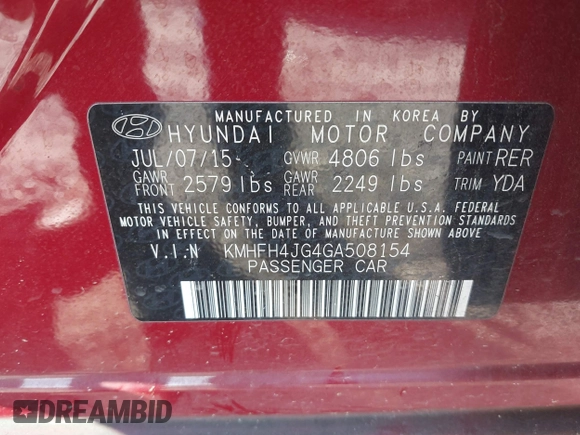 MANUFACTURED IN KOREA BY
HYUNDAI MOTOR COMPANY
JUL/07/15 GVWR 4806 lbs PAINT RER
GAWR FRONT 2579 lbs GAWR REAR 2249 lbs TRIM YDA
THIS VEHICLE CONFORMS TO ALL APPLICABLE U.S.A. FEDERAL
MOTOR VEHICLE SAFETY, BUMPER, AND THEFT PREVENTION STANDARDS
IN EFFECT ON THE DATE OF MANUFACTURE SHOWN ABOVE
V.I.N KMHFH4JG4GA508154
PASSENGER CAR
DREAMBID